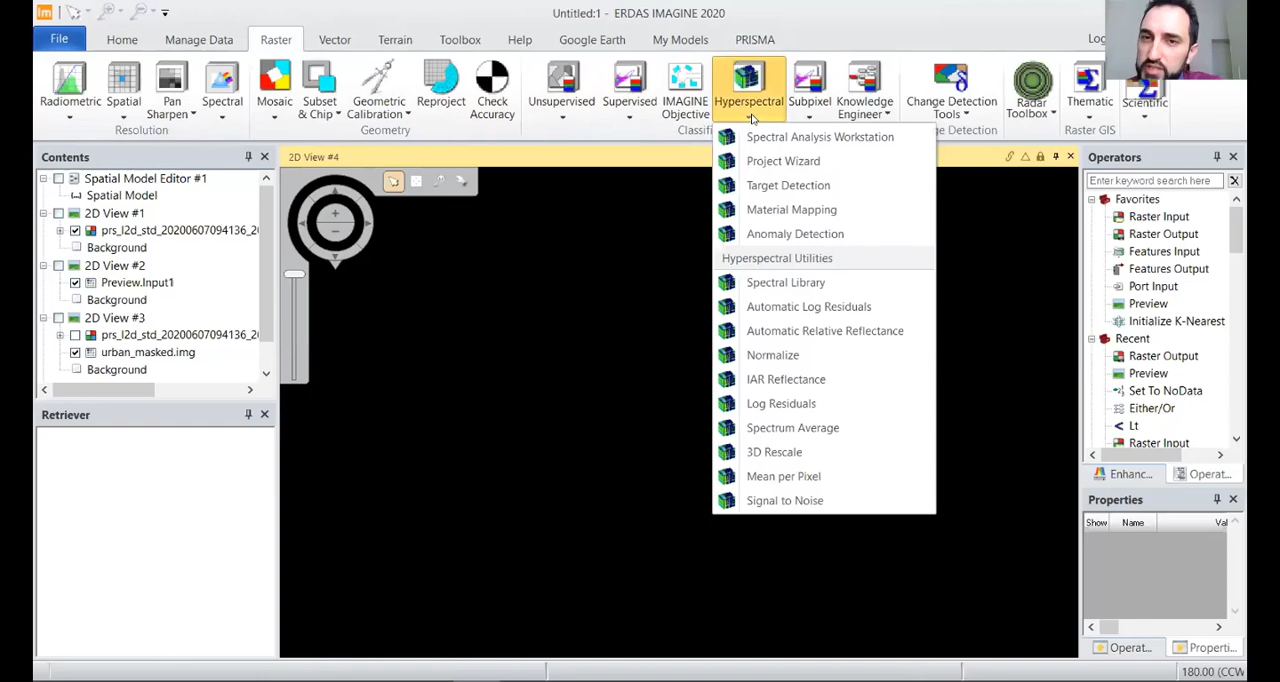 Untitled:1 - ERDAS IMAGINE 2020
File Home Manage Data Raster Vector Terrain Toolbox Help Google Earth My Models PRISMA
Radiometric Spatial Pan Sharpen Spectral
Resolution
Mosaic Subset & Chip Geometric Calibration Reproject Check Accuracy
Geometry
Unsupervised Supervised IMAGINE Objective Hyperspectral Subpixel Knowledge Engineer
Change Detection Tools
Radar Toolbox
Thematic
Raster GIS
Scientific
Contents
Spatial Model Editor #1
Spatial Model
2D View #1
prs_l2d_std_20200607094136_2
Background
2D View #2
Preview.Input1
Background
2D View #3
prs_l2d_std_20200607094136_2
urban_masked.img
Background
Retriever
2D View #4
Spectral Analysis Workstation
Project Wizard
Target Detection
Material Mapping
Anomaly Detection
Hyperspectral Utilities
Spectral Library
Automatic Log Residuals
Automatic Relative Reflectance
Normalize
IAR Reflectance
Log Residuals
Spectrum Average
3D Rescale
Mean per Pixel
Signal to Noise
Operators
Enter keyword search here
Favorites
Raster Input
Raster Output
Features Input
Features Output
Port Input
Preview
Initialize K-Nearest
Recent
Raster Output
Preview
Set To NoData
Either/Or
Lt
Raster Input
Enhanc... Operat...
Properties
Show Name Val
Operat... Properti...
180.00 (CCW